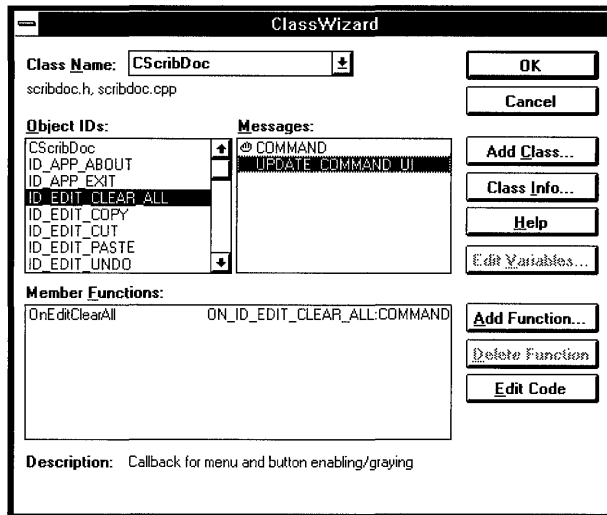 ClassWizard
Class Name: CScribDoc
scribdoc.h, scribdoc.cpp
OK
Cancel
Object IDs:
CScribDoc
ID_APP_ABOUT
ID_APP_EXIT
ID_EDIT_CLEAR_ALL
ID_EDIT_COPY
ID_EDIT_CUT
ID_EDIT_PASTE
ID_EDIT_UNDO
Messages:
COMMAND
UPDATE_COMMAND_UI
Add Class...
Class Info...
Help
Edit Variables...
Member Functions:
OnEditClearAll ON_ID_EDIT_CLEAR_ALL:COMMAND
Add Function...
Delete Function
Edit Code
Description: Callback for menu and button enabling/graying